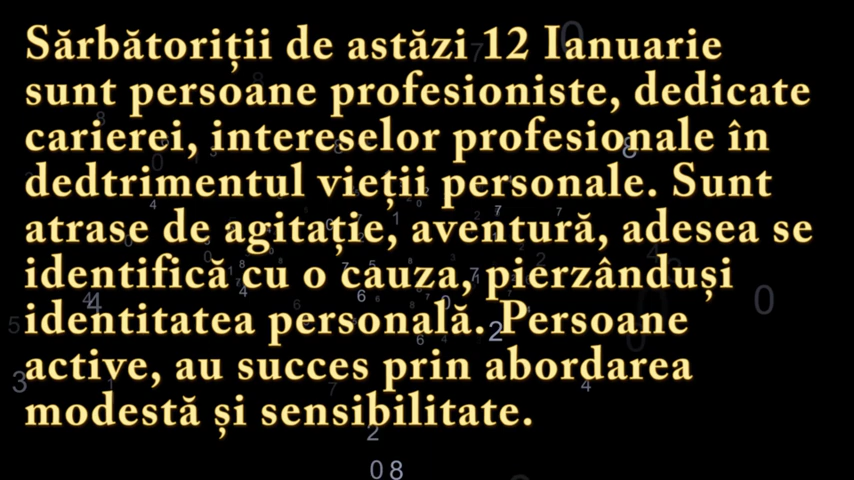 Sărbătoriții de astăzi 12 Ianuarie
sunt persoane profesioniste, dedicate
carierei, intereselor profesionale în
dedtrimentul vieții personale. Sunt
atrase de agitație, aventură, adesea se
identifică cu o cauza, pierzânduși
identitatea personală. Persoane
active, au succes prin abordarea
modestă și sensibilitate.